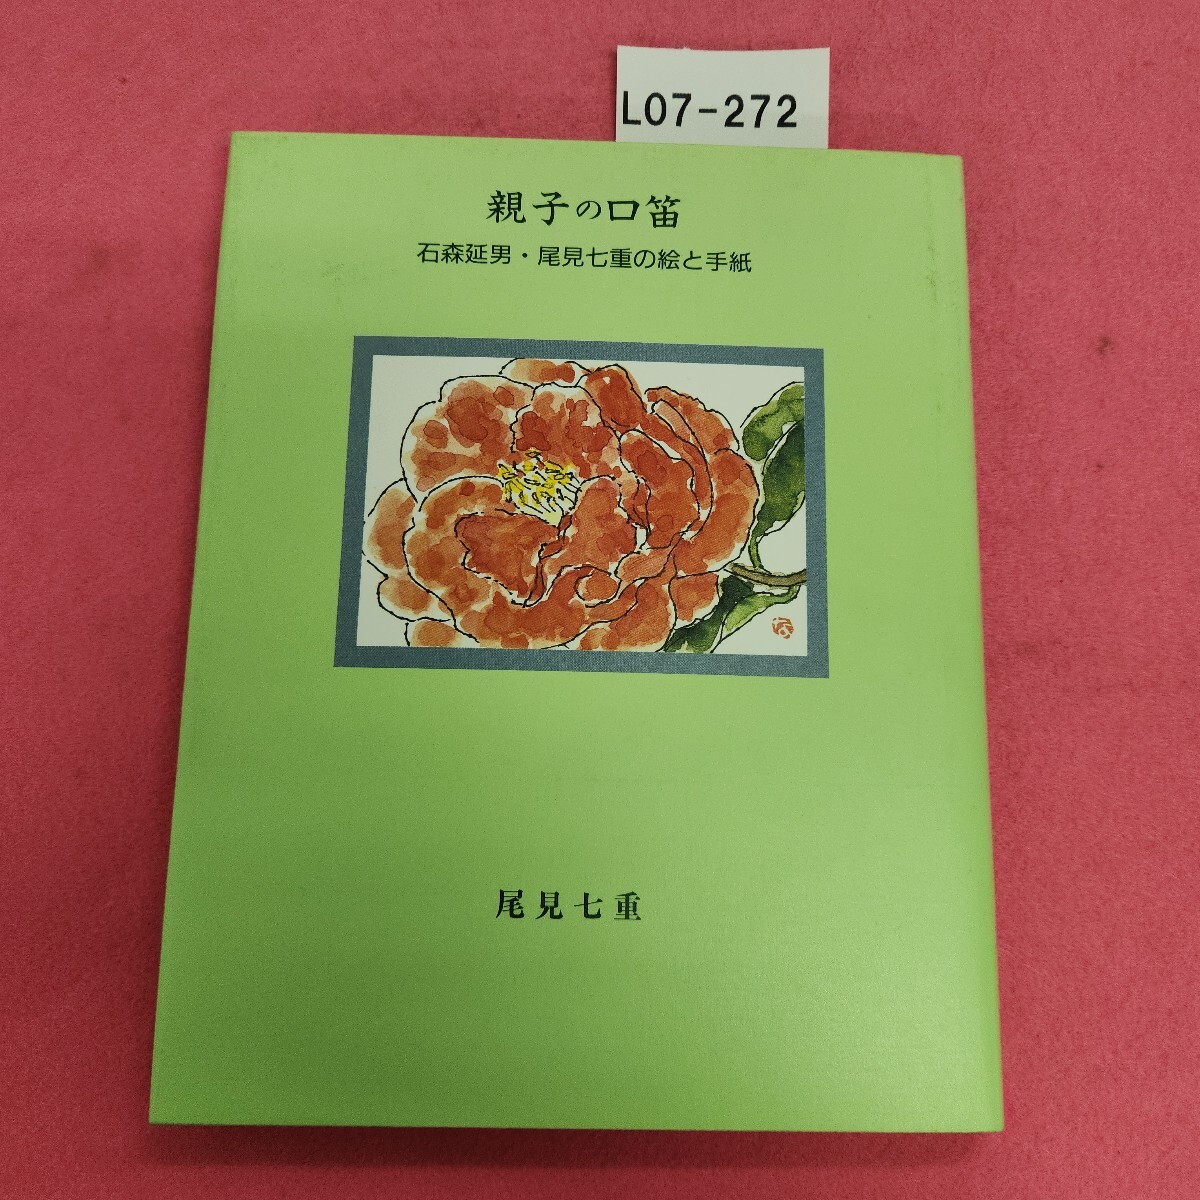 L07-272
親子の口笛
石森延男・尾見七重の絵と手紙
尾見七重